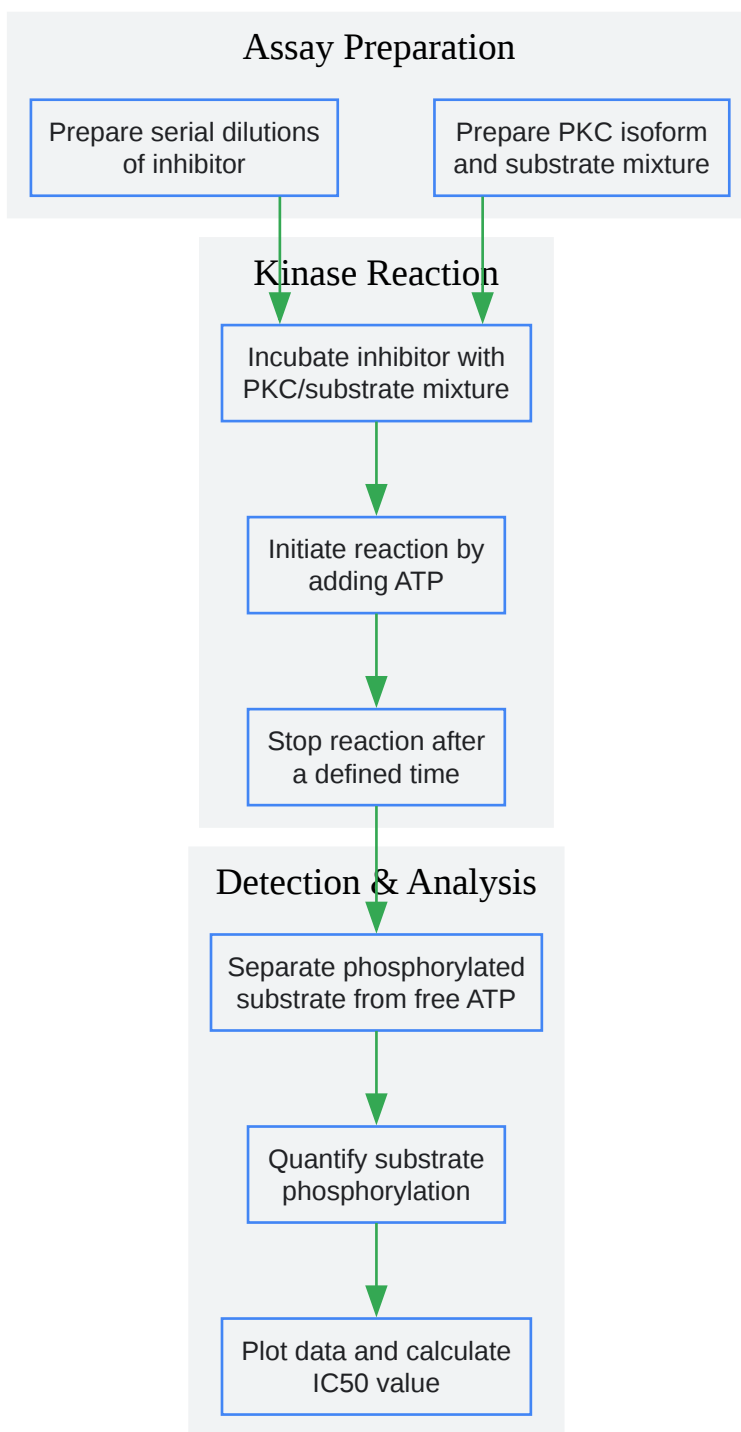 Assay Preparation
Prepare serial dilutions
of inhibitor
Prepare PKC isoform
and substrate mixture
Kinase Reaction
Incubate inhibitor with
PKC/substrate mixture
Initiate reaction by
adding ATP
Stop reaction after
a defined time
Detection & Analysis
Separate phosphorylated
substrate from free ATP
Quantify substrate
phosphorylation
Plot data and calculate
IC50 value